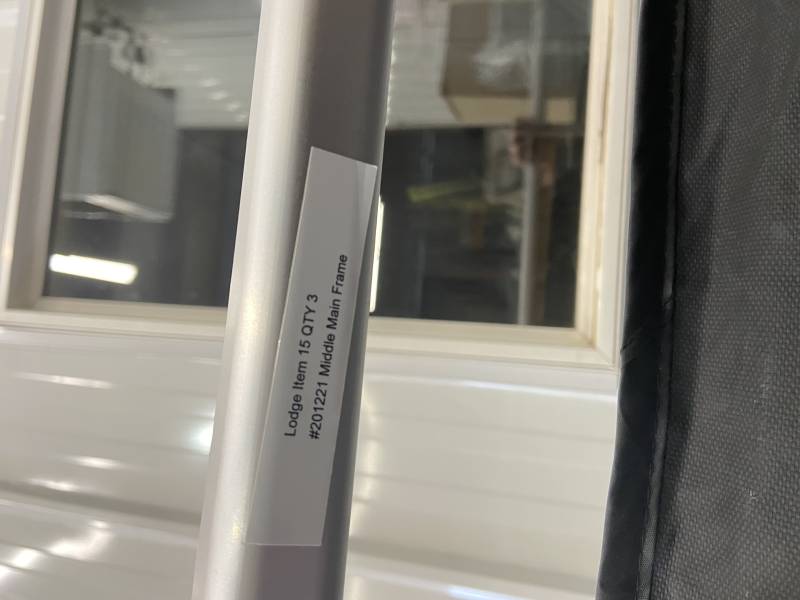 Lodge Item 15 QTY 3
#201221 Middle Main Frame